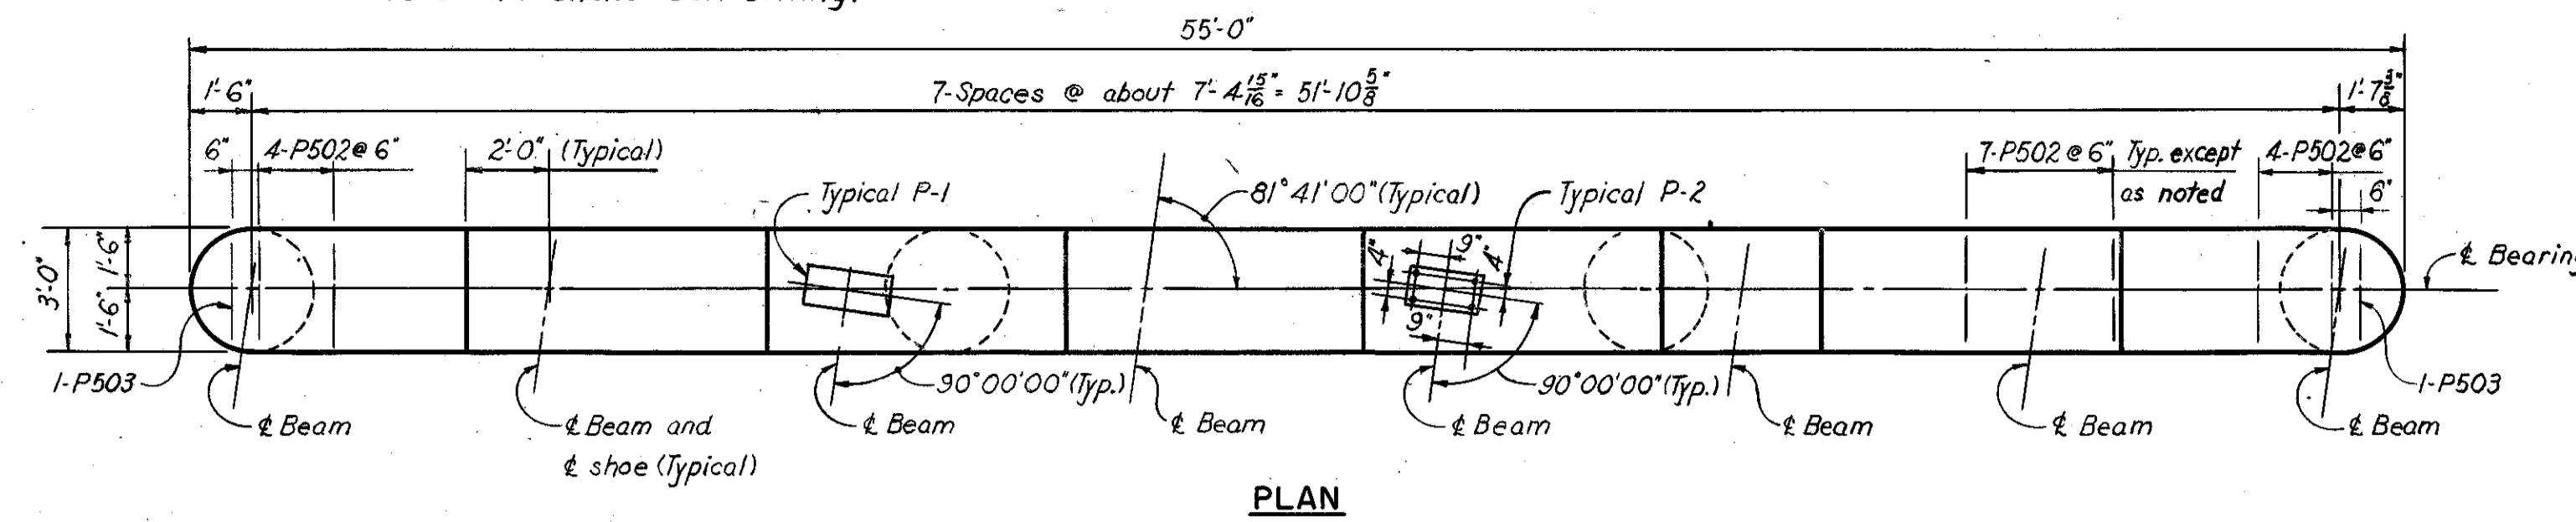 55'-0"
1'-6"
7-Spaces @ about 7'-4 15/16" = 51'-10 5/8"
1'-7 3/8"
6"
4-P502@6"
2'-0" (Typical)
7-P502@6" Typ. except
as noted
4-P502@6"
6"
Typical P-1
81°41'00"(Typical)
Typical P-2
3'-0"
1'-6"
1'-6"
4"
9"
4"
9"
℄ Bearing
1-P503
90°00'00"(Typ.)
90°00'00"(Typ.)
1-P503
℄ Beam
℄ Beam and
℄ shoe (Typical)
℄ Beam
℄ Beam
℄ Beam
℄ Beam
℄ Beam
℄ Beam
PLAN